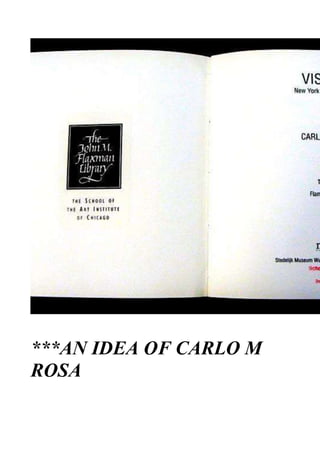 The
John M.
Flaxman
Library
THE SCHOOL OF
THE ART INSTITUTE
OF CHICAGO
VIS
New York
CARL
T
Flam
Stedelijk Museum Wa
***AN IDEA OF CARLO M
ROSA